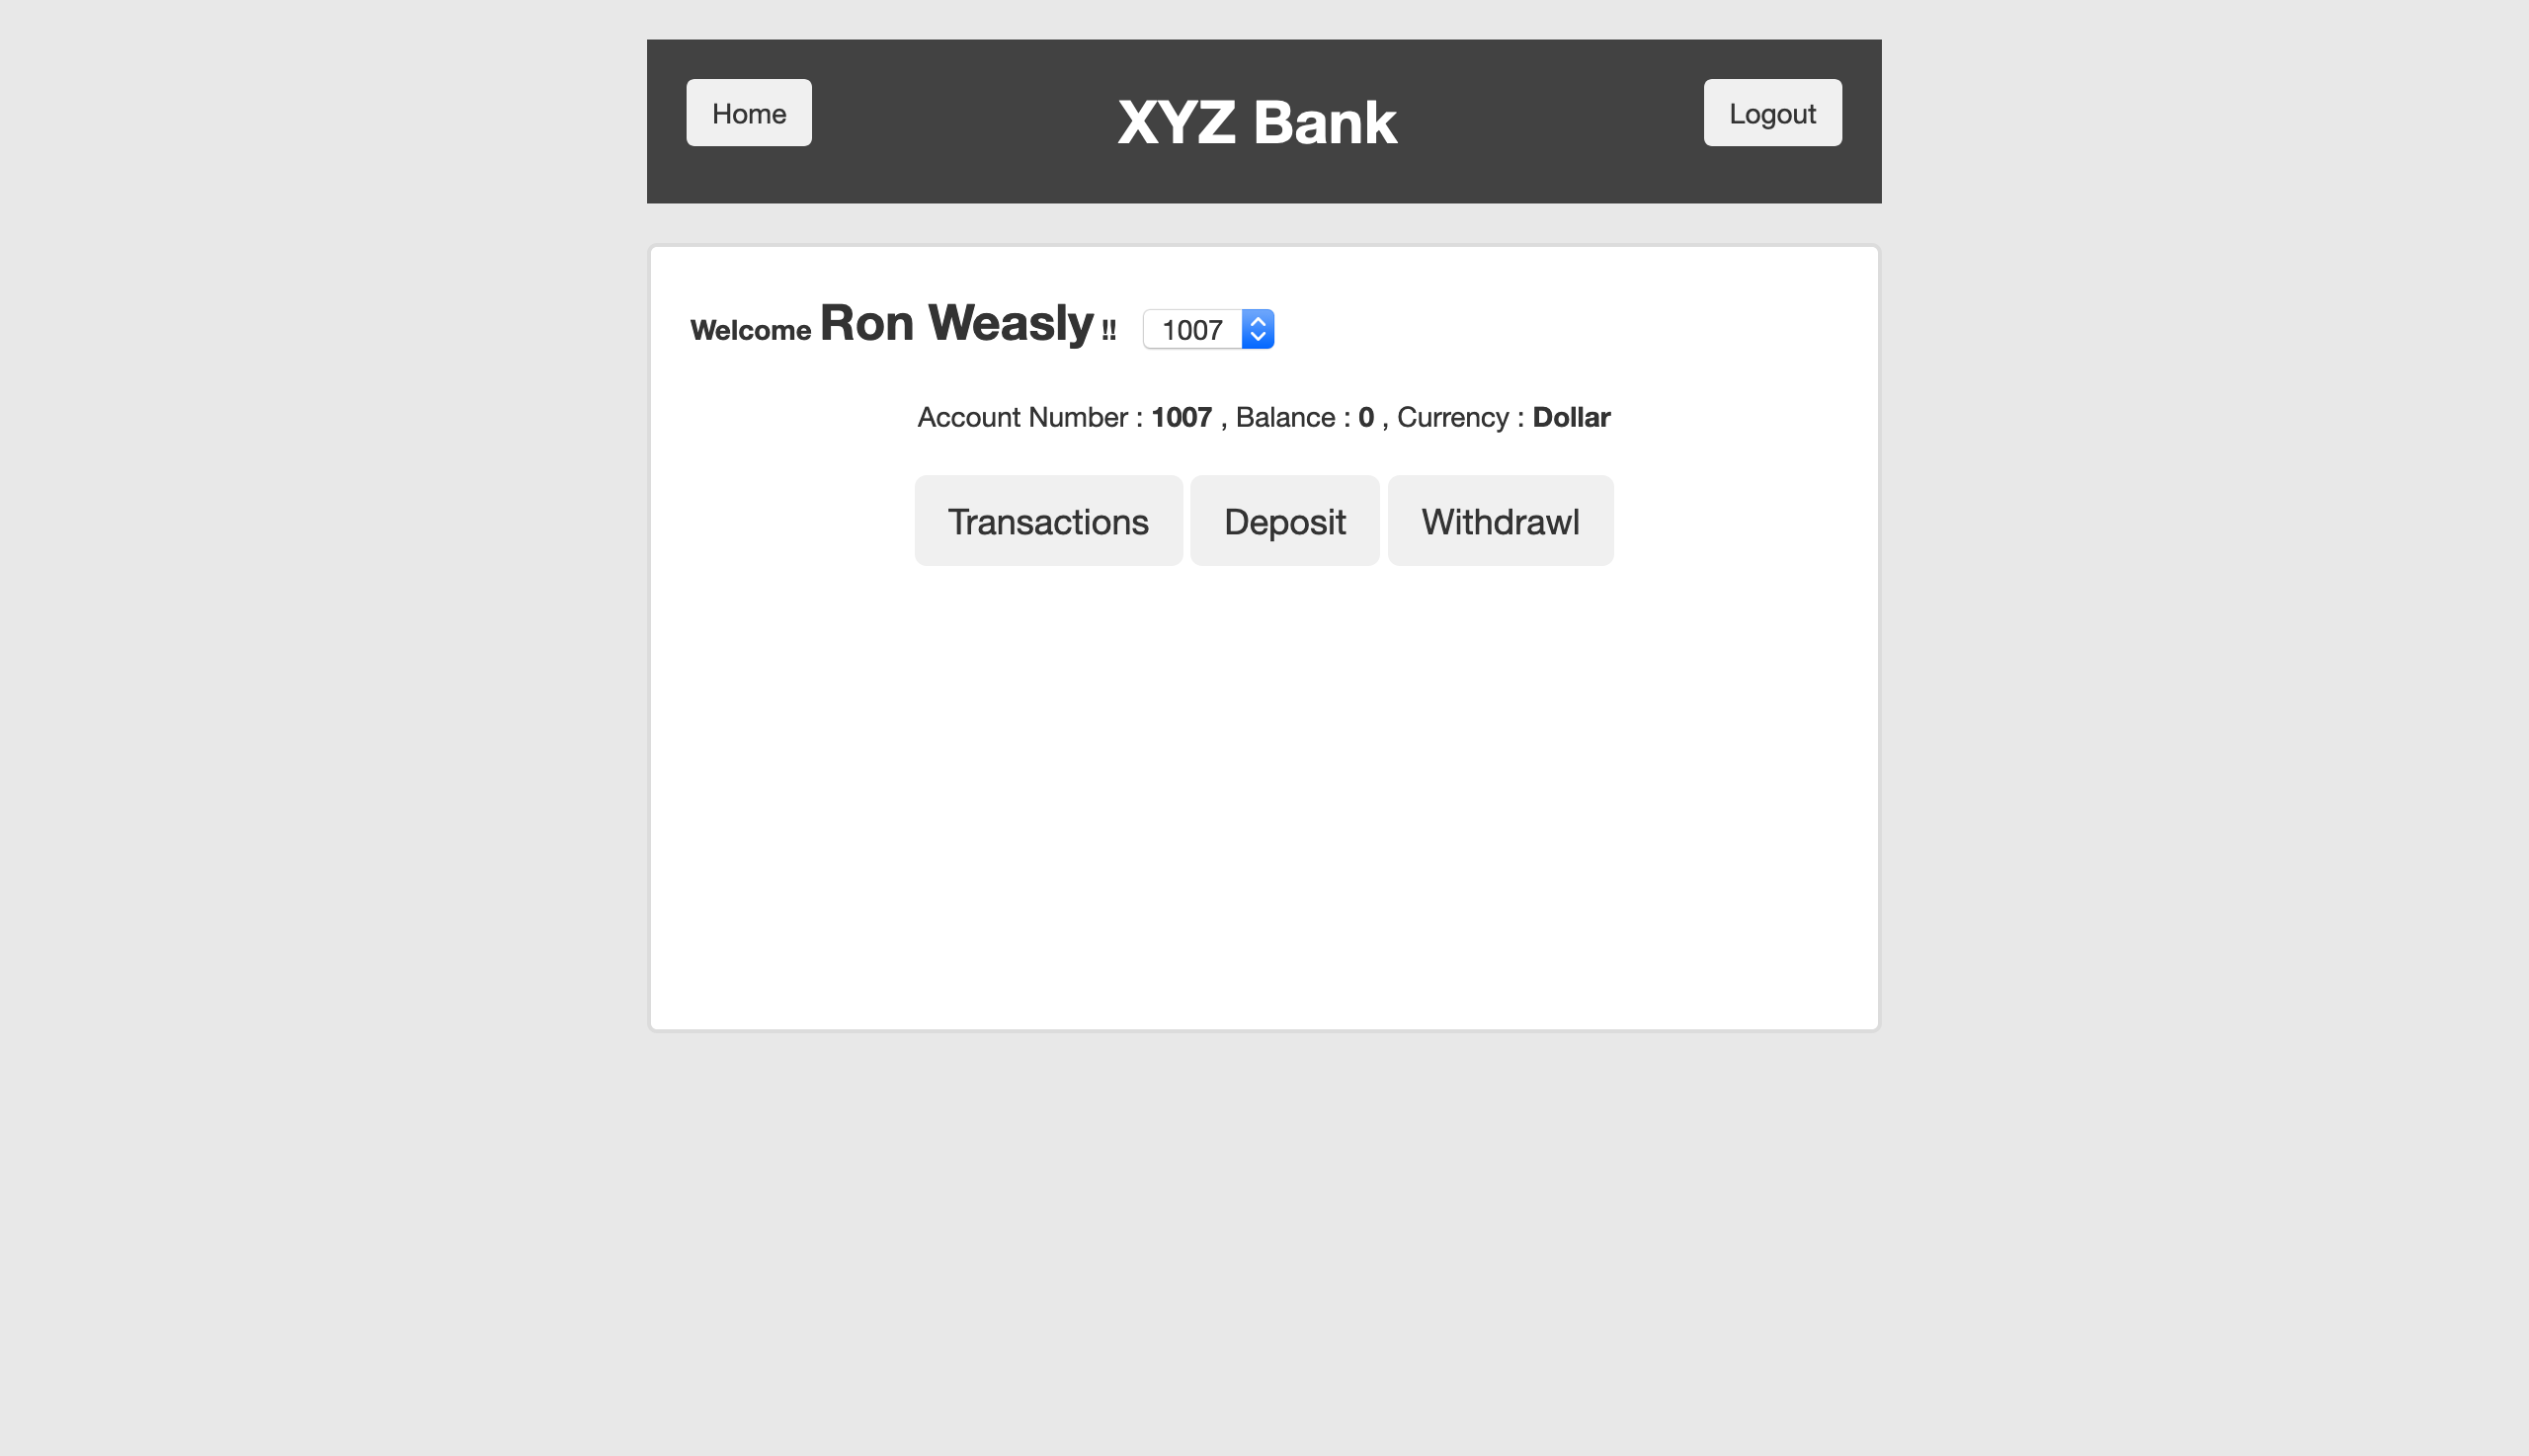 Home XYZ Bank Logout
Welcome Ron Weasly !! 1007
Account Number : 1007 , Balance : 0 , Currency : Dollar
Transactions Deposit Withdrawl